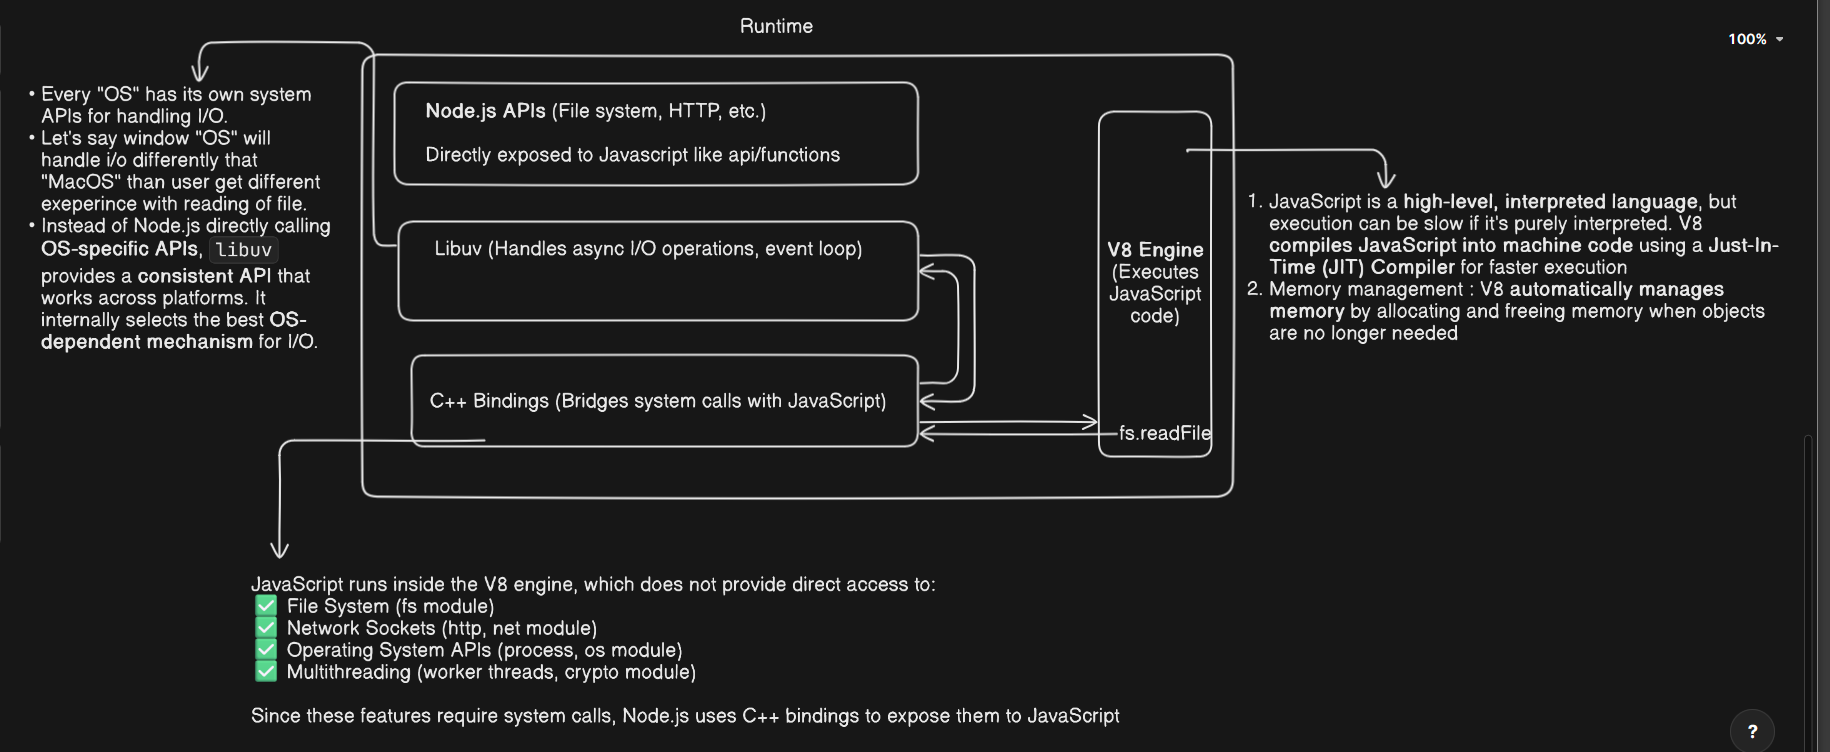 Runtime
100%
• Every "OS" has its own system
APIs for handling I/O.
• Let's say window "OS" will
handle i/o differently that
"MacOS" than user get different
exeperince with reading of file.
• Instead of Node.js directly calling
OS-specific APIs, libuv
provides a consistent API that
works across platforms. It
internally selects the best OS-
dependent mechanism for I/O.
Node.js APIs (File system, HTTP, etc.)
Directly exposed to Javascript like api/functions
Libuv (Handles async I/O operations, event loop)
C++ Bindings (Bridges system calls with JavaScript)
V8 Engine
(Executes
JavaScript
code)
fs.readFile
1. JavaScript is a high-level, interpreted language, but
execution can be slow if it's purely interpreted. V8
compiles JavaScript into machine code using a Just-In-
Time (JIT) Compiler for faster execution
2. Memory management : V8 automatically manages
memory by allocating and freeing memory when objects
are no longer needed
JavaScript runs inside the V8 engine, which does not provide direct access to:
✅ File System (fs module)
✅ Network Sockets (http, net module)
✅ Operating System APIs (process, os module)
✅ Multithreading (worker threads, crypto module)
Since these features require system calls, Node.js uses C++ bindings to expose them to JavaScript
?